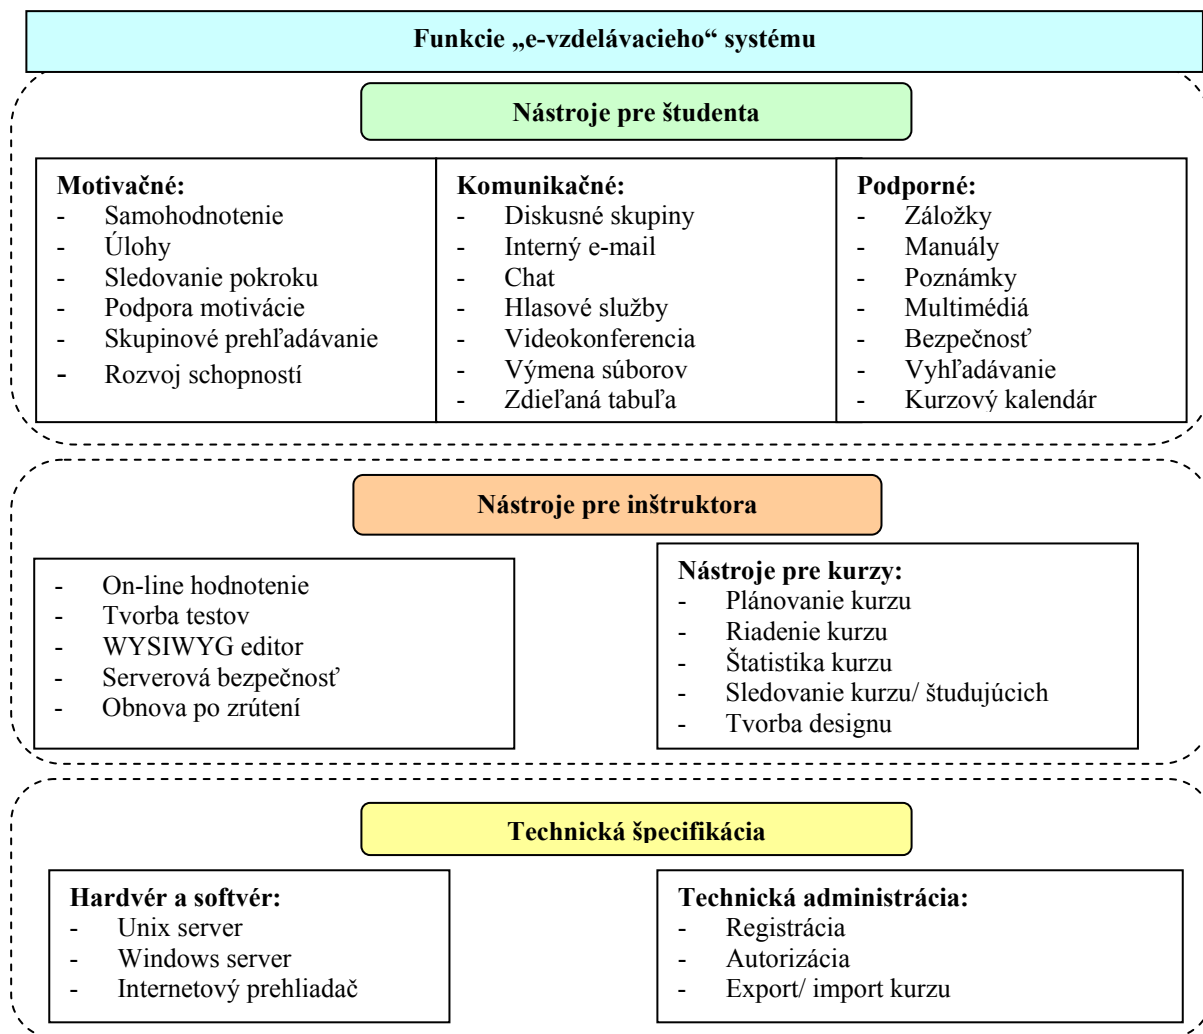 Funkcie „e-vzdelávacieho“ systému
Nástroje pre študenta
Motivačné:
- Samohodnotenie
- Úlohy
- Sledovanie pokroku
- Podpora motivácie
- Skupinové prehľadávanie
- Rozvoj schopností
Komunikačné:
- Diskusné skupiny
- Interný e-mail
- Chat
- Hlasové služby
- Videokonferencia
- Výmena súborov
- Zdieľaná tabuľa
Podporné:
- Záložky
- Manuály
- Poznámky
- Multimédiá
- Bezpečnosť
- Vyhľadávanie
- Kurzový kalendár
Nástroje pre inštruktora
- On-line hodnotenie
- Tvorba testov
- WYSIWYG editor
- Serverová bezpečnosť
- Obnova po zrútení
Nástroje pre kurzy:
- Plánovanie kurzu
- Riadenie kurzu
- Štatistika kurzu
- Sledovanie kurzu/ študujúcich
- Tvorba designu
Technická špecifikácia
Hardvér a softvér:
- Unix server
- Windows server
- Internetový prehliadač
Technická administrácia:
- Registrácia
- Autorizácia
- Export/ import kurzu